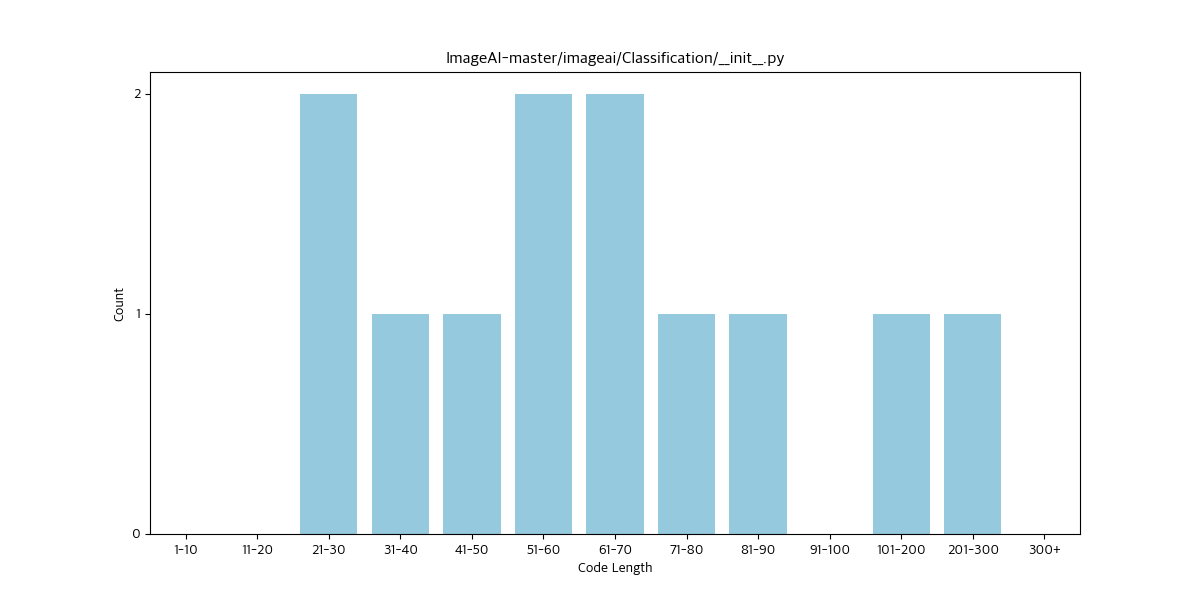 ImageAI-master/imageai/Classification/__init__.py
2
1
0
Count
1-10 11-20 21-30 31-40 41-50 51-60 61-70 71-80 81-90 91-100 101-200 201-300 300+
Code Length